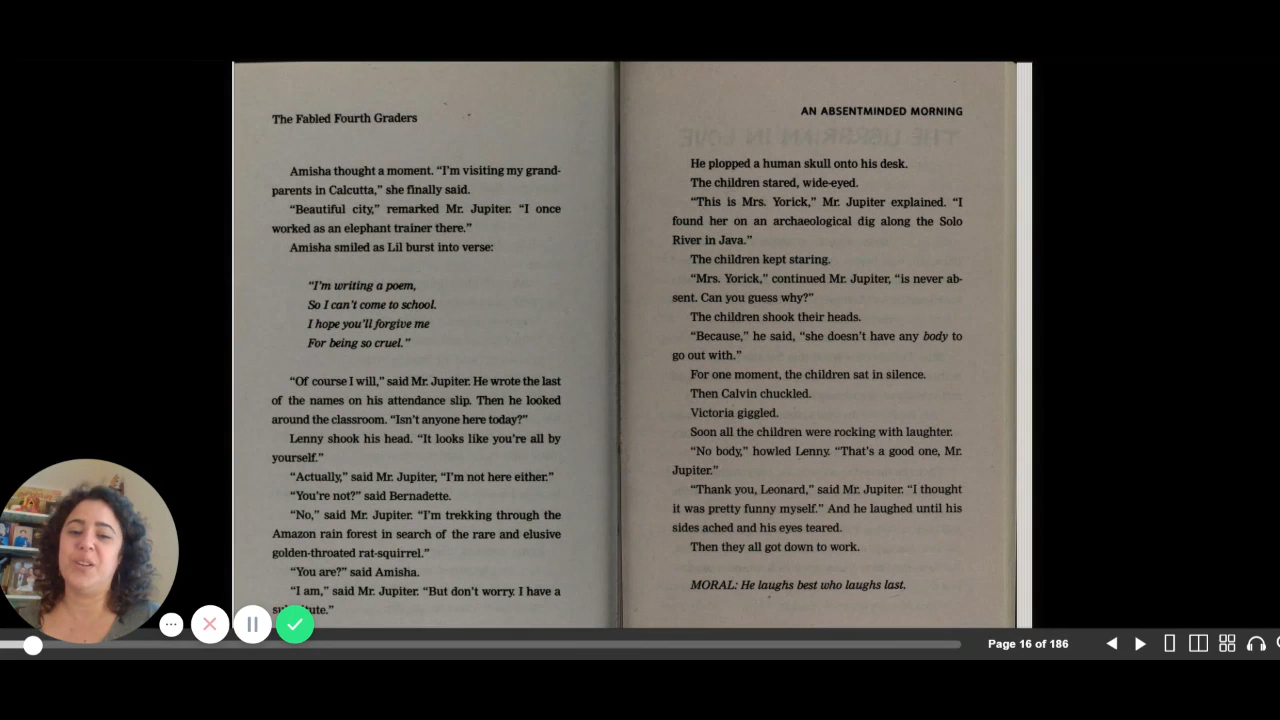 The Fabled Fourth Graders
Amisha thought a moment. “I’m visiting my grand-
parents in Calcutta,” she finally said.
“Beautiful city,” remarked Mr. Jupiter. “I once
worked as an elephant trainer there.”
Amisha smiled as Lil burst into verse:
“I’m writing a poem,
So I can’t come to school.
I hope you’ll forgive me
For being so cruel.”
“Of course I will,” said Mr. Jupiter. He wrote the last
of the names on his attendance slip. Then he looked
around the classroom. “Isn’t anyone here today?”
Lenny shook his head. “It looks like you’re all by
yourself.”
“Actually,” said Mr. Jupiter, “I’m not here either.”
“You’re not?” said Bernadette.
“No,” said Mr. Jupiter. “I’m trekking through the
Amazon rain forest in search of the rare and elusive
golden-throated rat-squirrel.”
“You are?” said Amisha.
“I am,” said Mr. Jupiter. “But don’t worry. I have a
AN ABSENTMINDED MORNING
THE LIBRARIAN IN LOVE
He plopped a human skull onto his desk.
The children stared, wide-eyed.
“This is Mrs. Yorick,” Mr. Jupiter explained. “I
found her on an archaeological dig along the Solo
River in Java.”
The children kept staring.
“Mrs. Yorick,” continued Mr. Jupiter, “is never ab-
sent. Can you guess why?”
The children shook their heads.
“Because,” he said, “she doesn’t have any body to
go out with.”
For one moment, the children sat in silence.
Then Calvin chuckled.
Victoria giggled.
Soon all the children were rocking with laughter.
“No body,” howled Lenny. “That’s a good one, Mr.
Jupiter.”
“Thank you, Leonard,” said Mr. Jupiter. “I thought
it was pretty funny myself.” And he laughed until his
sides ached and his eyes teared.
Then they all got down to work.
MORAL: He laughs best who laughs last.
Page 16 of 186